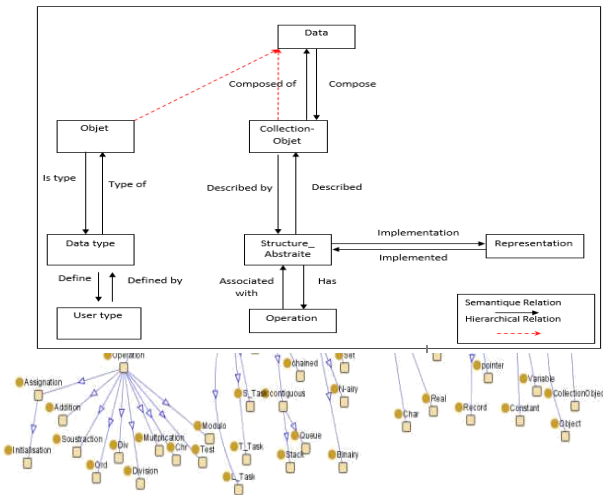 Data
Composed of
Compose
Objet
Collection-
Objet
Is type
Type of
Described by
Described
Data type
Structure_
Abstraite
Implementation
Implemented
Representation
Define
Defined by
Associated
with
Has
User type
Operation
Semantique Relation
Hierarchical Relation
Operation
chained
Set
pointer
Assignation
S_Task
contiguous
N-airy
Variable
CollectionObje
Addition
Real
Record
Constant
Char
Modulo
Initialisation
Soustraction
Div
Multiplication
Chr
Test
T_Task
Queue
Stack
Binairy
Object
Ord
Division
L_Task